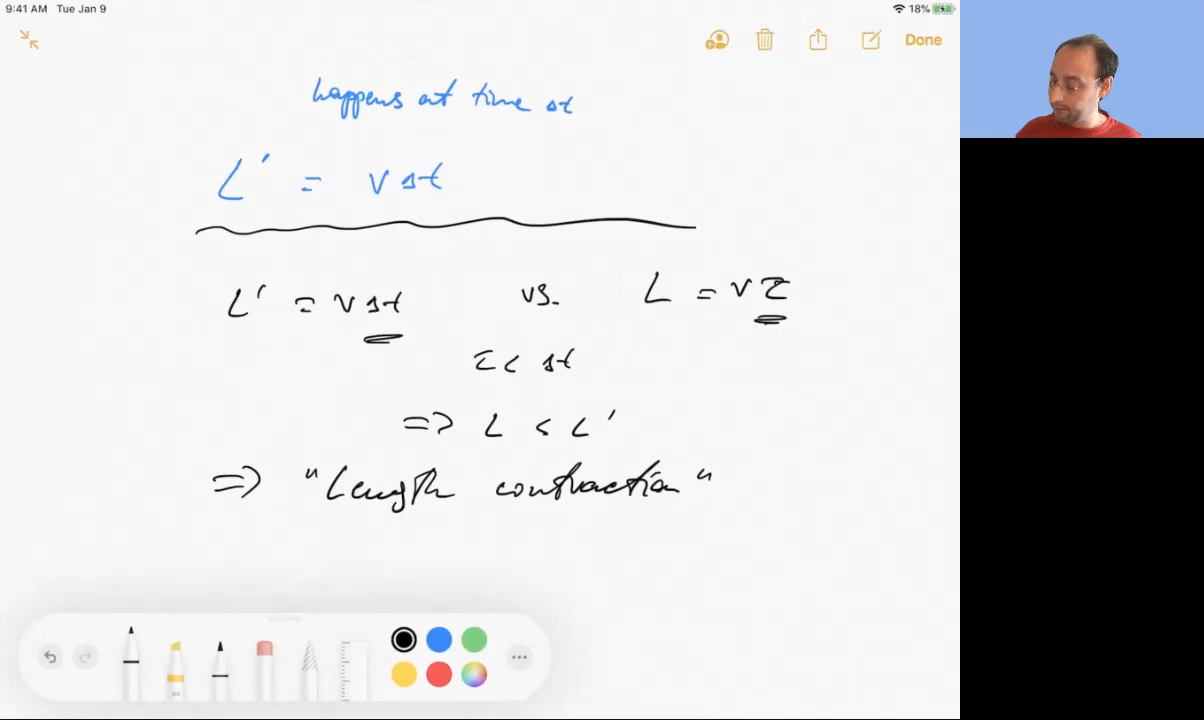 9:41 AM Tue Jan 9
18%
Done
happens at time Δt
L' = v Δt
L' = v Δt vs. L = v τ
τ < Δt
=> L < L'
=> "Length contraction"